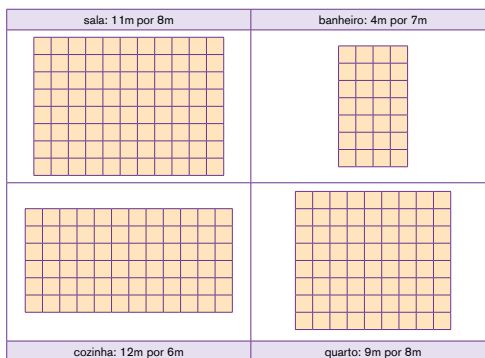 sala: 11m por 8m
banheiro: 4m por 7m
cozinha: 12m por 6m
quarto: 9m por 8m